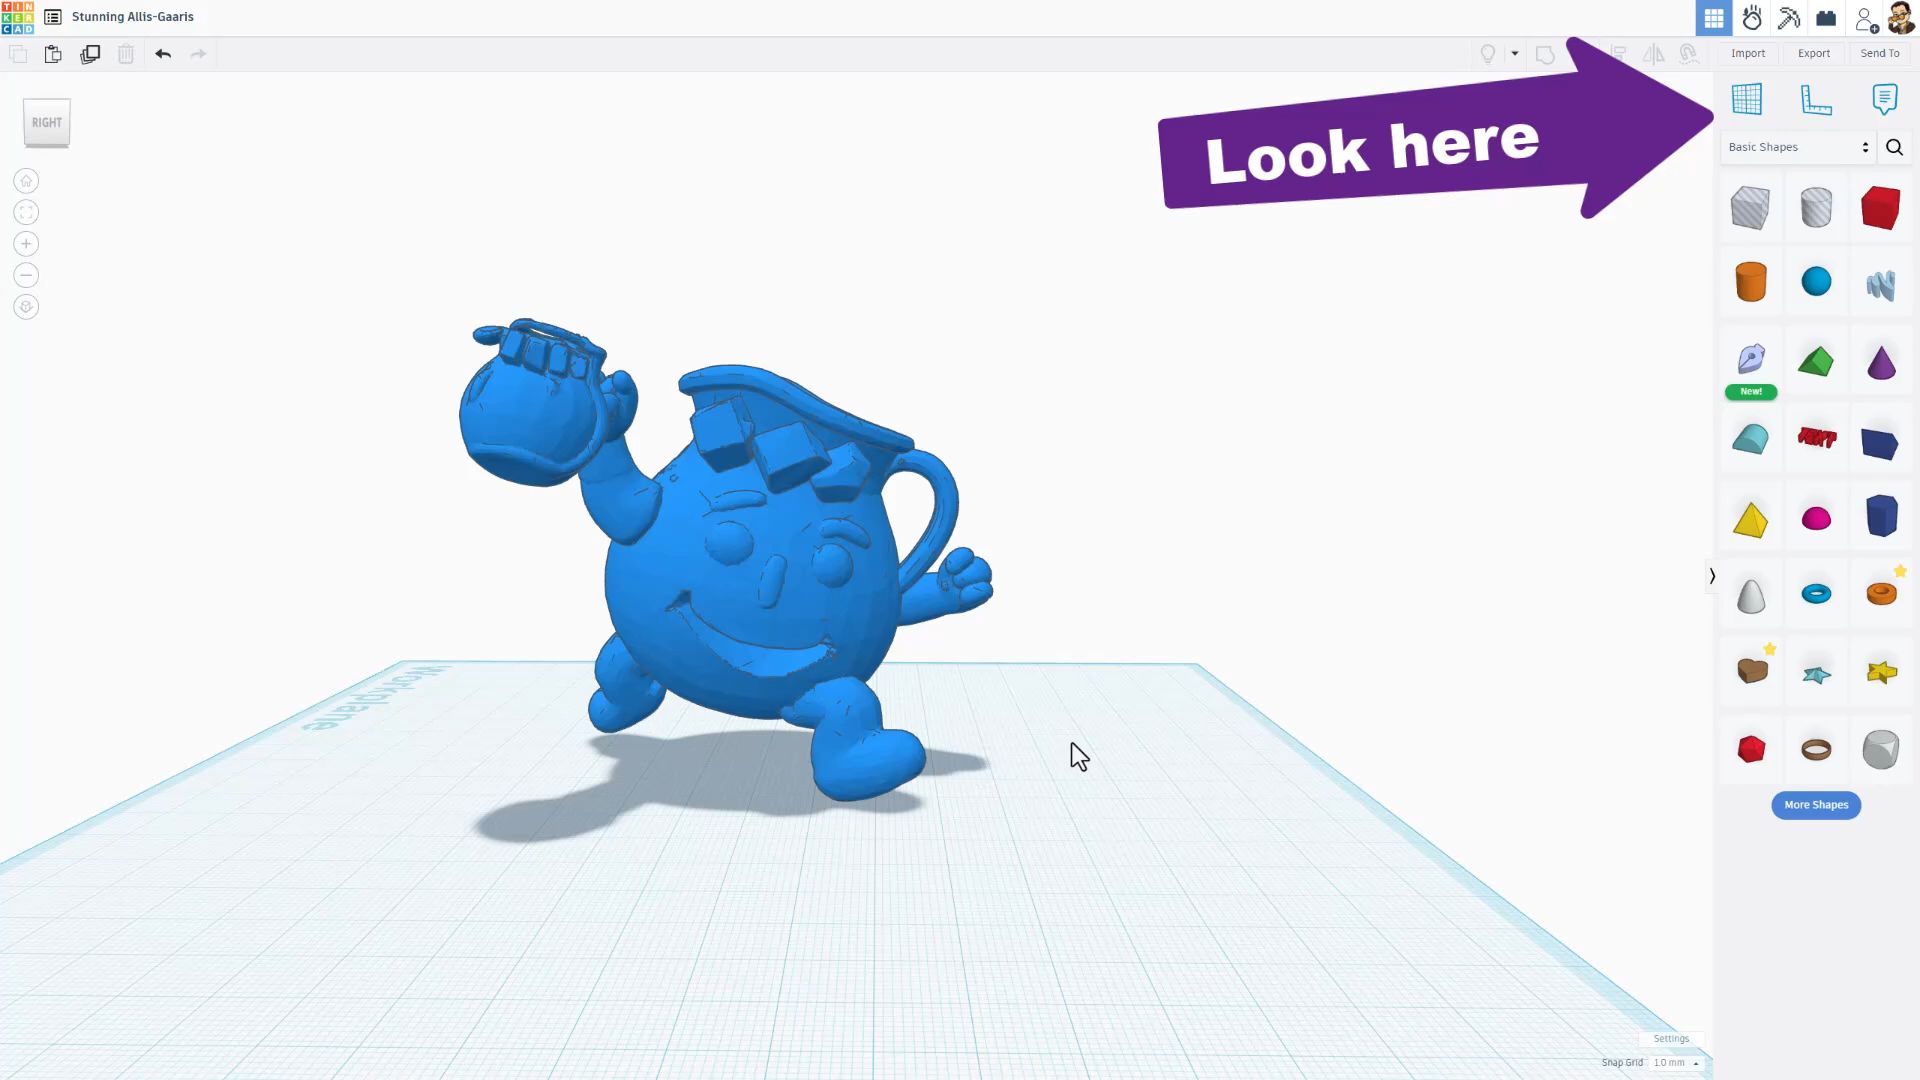 TIN
KER
CAD
Stunning Allis-Gaaris
Import
Export
Send To
RIGHT
Look here
Basic Shapes
New!
TEXT
Workplane
More Shapes
Settings
Snap Grid 1.0 mm